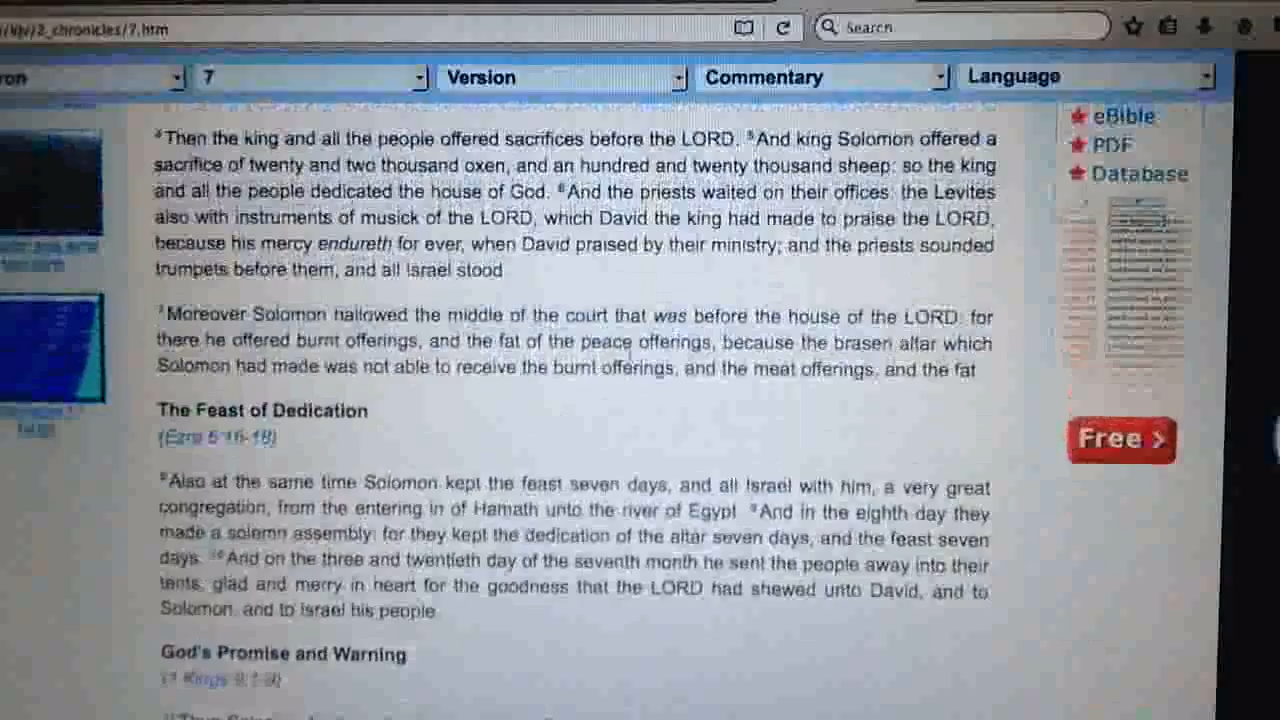 /kjv/2_chronicles/7.htm
Search
ron
7
Version
Commentary
Language
4Then the king and all the people offered sacrifices before the LORD. 5And king Solomon offered a
sacrifice of twenty and two thousand oxen, and an hundred and twenty thousand sheep: so the king
and all the people dedicated the house of God. 6And the priests waited on their offices: the Levites
also with instruments of musick of the LORD, which David the king had made to praise the LORD,
because his mercy endureth for ever, when David praised by their ministry; and the priests sounded
trumpets before them, and all Israel stood
7Moreover Solomon hallowed the middle of the court that was before the house of the LORD: for
there he offered burnt offerings, and the fat of the peace offerings, because the brasen altar which
Solomon had made was not able to receive the burnt offerings, and the meat offerings, and the fat
The Feast of Dedication
(Ezra 6:16-18)
8Also at the same time Solomon kept the feast seven days, and all Israel with him, a very great
congregation, from the entering in of Hamath unto the river of Egypt 9And in the eighth day they
made a solemn assembly: for they kept the dedication of the altar seven days, and the feast seven
days. 10And on the three and twentieth day of the seventh month he sent the people away into their
tents, glad and merry in heart for the goodness that the LORD had shewed unto David, and to
Solomon, and to Israel his people
God's Promise and Warning
(1 Kings 9:1-9)
eBible
PDF
Database
Free >